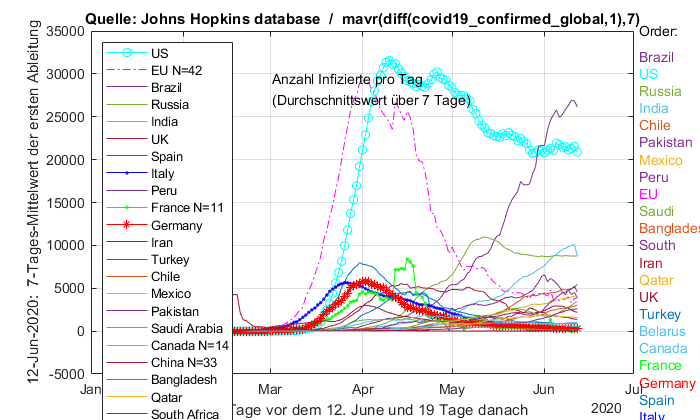 Quelle: Johns Hopkins database / mavr(diff(covid19_confirmed_global,1),7)
12-Jun-2020: 7-Tages-Mittelwert der ersten Ableitung
35000
30000
25000
20000
15000
10000
5000
0
-5000
US
EU N=42
Brazil
Russia
India
UK
Spain
Italy
Peru
France N=11
Germany
Iran
Turkey
Chile
Mexico
Pakistan
Saudi Arabia
Canada N=14
China N=33
Bangladesh
Qatar
South Africa
Anzahl Infizierte pro Tag
(Durchschnittswert über 7 Tage)
Order:
Brazil
US
Russia
India
Chile
Pakistan
Mexico
Peru
EU
Saudi
Banglades
South
Iran
Qatar
UK
Turkey
Belarus
Canada
France
Germany
Spain
Italy
Jan
Mar
Apr
May
Jun
Jul
2020
Tage vor dem 12. June und 19 Tage danach